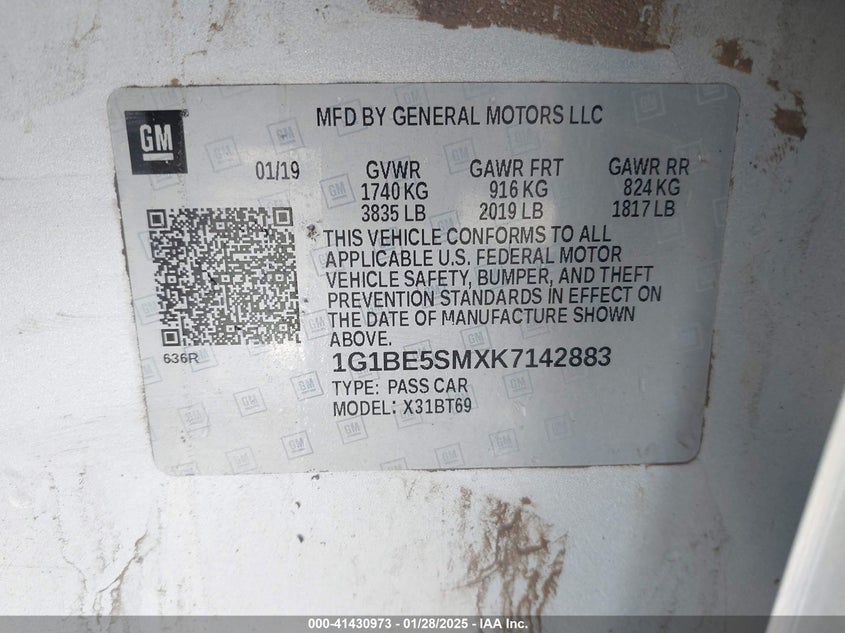 GM
MFD BY GENERAL MOTORS LLC
01/19 GVWR GAWR FRT GAWR RR
1740 KG 916 KG 824 KG
3835 LB 2019 LB 1817 LB
THIS VEHICLE CONFORMS TO ALL
APPLICABLE U.S. FEDERAL MOTOR
VEHICLE SAFETY, BUMPER, AND THEFT
PREVENTION STANDARDS IN EFFECT ON
THE DATE OF MANUFACTURE SHOWN
ABOVE.
636R
1G1BE5SMXK7142883
TYPE: PASS CAR
MODEL: X31BT69
000-41430973 - 01/28/2025 - IAA Inc.